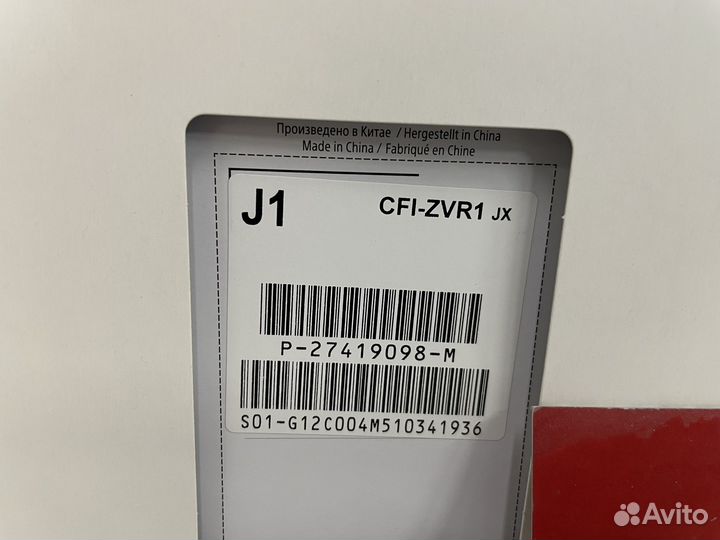 Произведено в Китае / Hergestellt in China
Made in China / Fabriqué en Chine
J1 CFI-ZVR1 JX
P-27419098-M
S01-G12C004M510341936
Avito